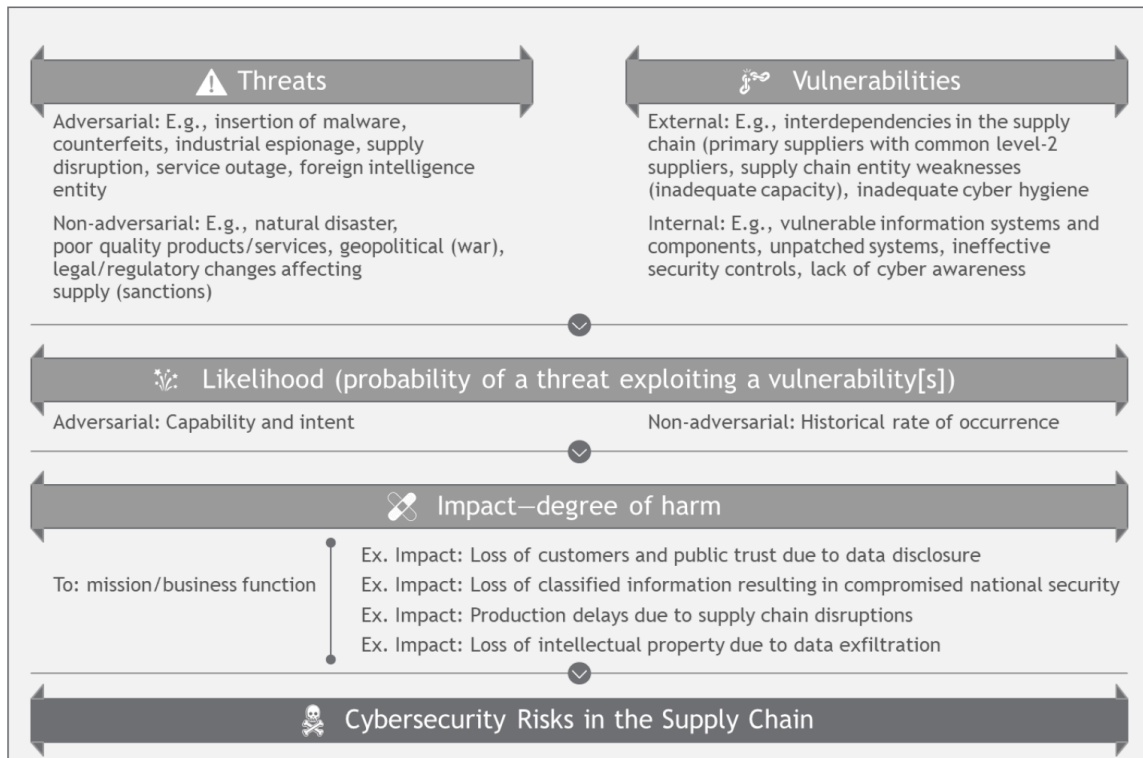 Threats
Adversarial: E.g., insertion of malware,
counterfeits, industrial espionage, supply
disruption, service outage, foreign intelligence
entity
Non-adversarial: E.g., natural disaster,
poor quality products/services, geopolitical (war),
legal/regulatory changes affecting
supply (sanctions)
Vulnerabilities
External: E.g., interdependencies in the supply
chain (primary suppliers with common level-2
suppliers, supply chain entity weaknesses
(inadequate capacity), inadequate cyber hygiene
Internal: E.g., vulnerable information systems and
components, unpatched systems, ineffective
security controls, lack of cyber awareness
Likelihood (probability of a threat exploiting a vulnerability[s])
Adversarial: Capability and intent
Non-adversarial: Historical rate of occurrence
Impact—degree of harm
To: mission/business function
Ex. Impact: Loss of customers and public trust due to data disclosure
Ex. Impact: Loss of classified information resulting in compromised national security
Ex. Impact: Production delays due to supply chain disruptions
Ex. Impact: Loss of intellectual property due to data exfiltration
Cybersecurity Risks in the Supply Chain